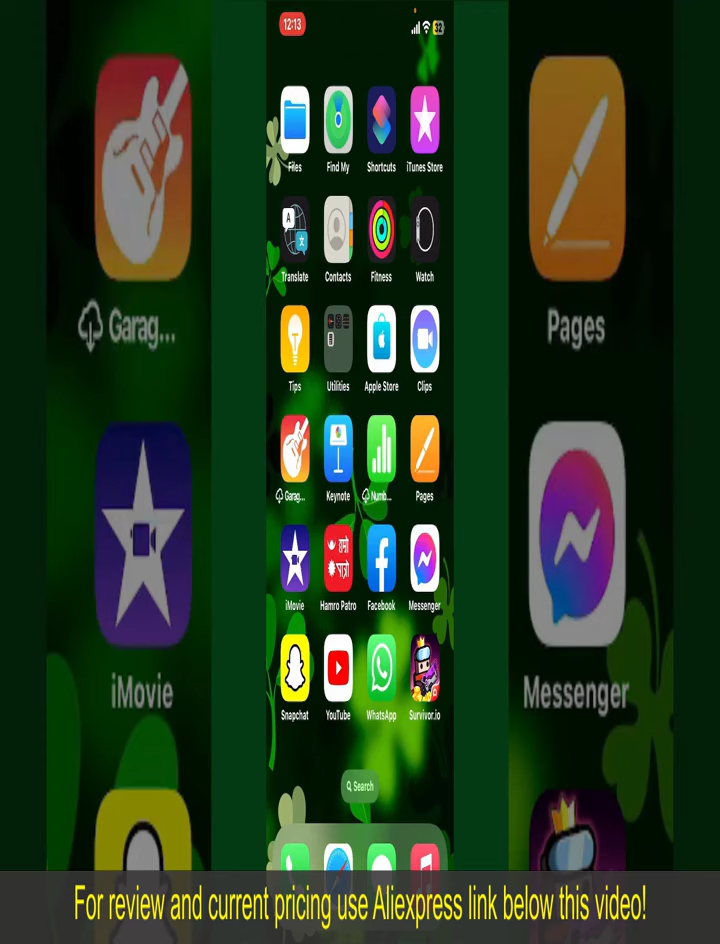 12:13
32
Files Find My Shortcuts iTunes Store
A 文
Translate Contacts Fitness Watch
Tips Utilities Apple Store Clips
Garag... Keynote Numb... Pages
हाम्रो
पात्रो
iMovie Hamro Patro Facebook Messenger
Snapchat YouTube WhatsApp Survivor.io
Search
Garag...
iMovie
Pages
Messenger
For review and current pricing use Aliexpress link below this video!